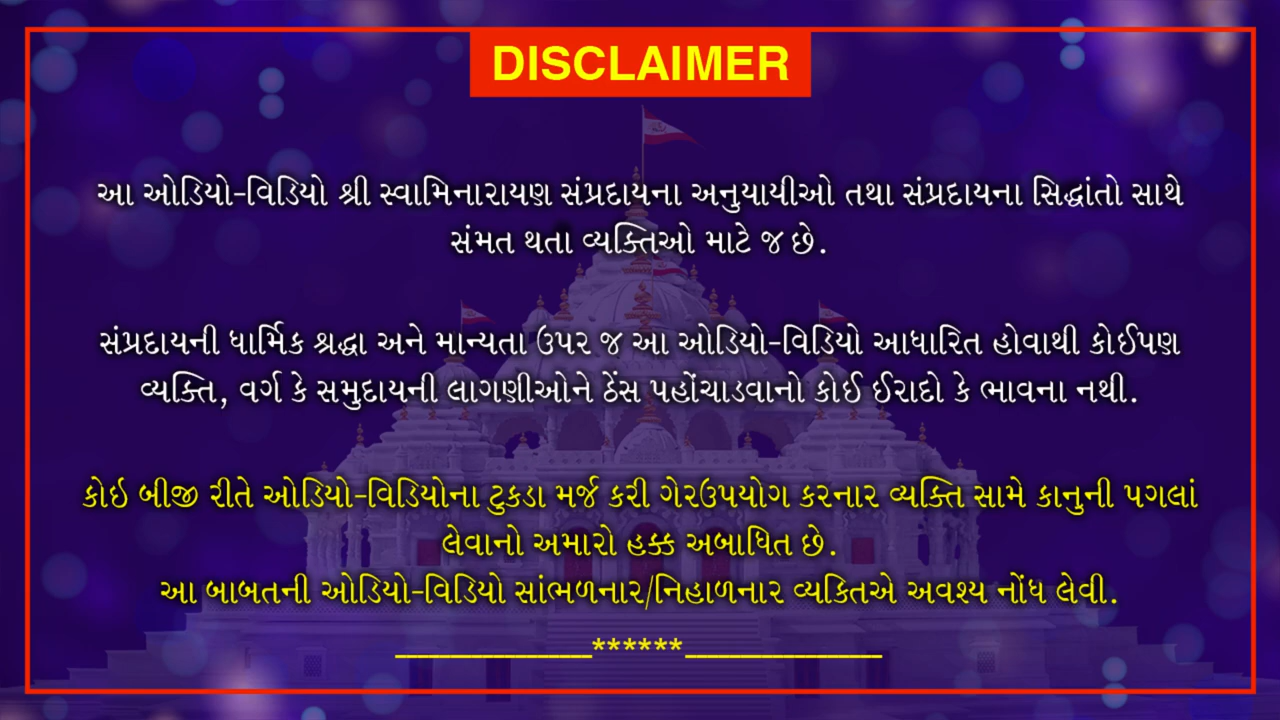 DISCLAIMER
આ ઓડિયો-વિડિયો શ્રી સ્વામિનારાયણ સંપ્રદાયના અનુયાયીઓ તથા સંપ્રદાયના સિદ્ધાંતો સાથે
સંમત થતા વ્યક્તિઓ માટે જ છે.
સંપ્રદાયની ધાર્મિક શ્રદ્ધા અને માન્યતા ઉપર જ આ ઓડિયો-વિડિયો આધારિત હોવાથી કોઈપણ
વ્યક્તિ, વર્ગ કે સમુદાયની લાગણીઓને ઠેંસ પહોંચાડવાનો કોઈ ઈરાદો કે ભાવના નથી.
કોઇ બીજી રીતે ઓડિયો-વિડિયોના ટુકડા મર્જ કરી ગેરઉપયોગ કરનાર વ્યક્તિ સામે કાનુની પગલાં
લેવાનો અમારો હક્ક અબાધિત છે.
આ બાબતની ઓડિયો-વિડિયો સાંભળનાર/નિહાળનાર વ્યકિતએ અવશ્ય નોંધ લેવી.
_________________******_________________